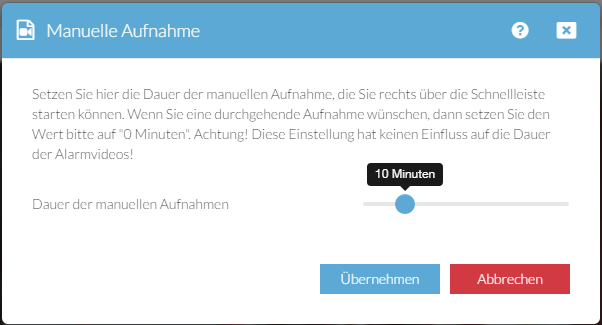 Manuelle Aufnahme
Setzen Sie hier die Dauer der manuellen Aufnahme, die Sie rechts über die Schnellleiste
starten können. Wenn Sie eine durchgehende Aufnahme wünschen, dann setzen Sie den
Wert bitte auf "0 Minuten". Achtung! Diese Einstellung hat keinen Einfluss auf die Dauer
der Alarmvideos!
10 Minuten
Dauer der manuellen Aufnahmen
Übernehmen
Abbrechen